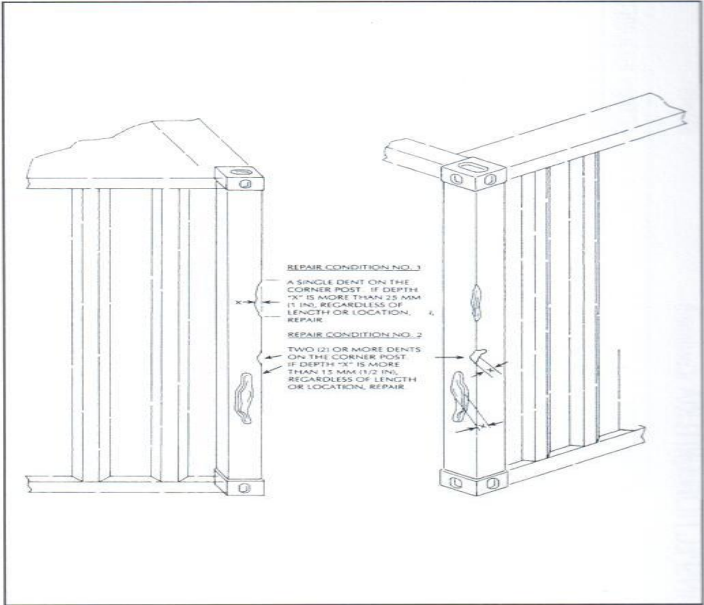 REPAIR CONDITION NO. 1
A SINGLE DENT ON THE
CORNER POST. IF DEPTH
"X" IS MORE THAN 25 MM
(1 IN), REGARDLESS OF
LENGTH OR LOCATION,
REPAIR
REPAIR CONDITION NO. 2
TWO (2) OR MORE DENTS
ON THE CORNER POST.
IF DEPTH "X" IS MORE
THAN 13 MM (1/2 IN),
REGARDLESS OF LENGTH
OR LOCATION, REPAIR
X
X
X